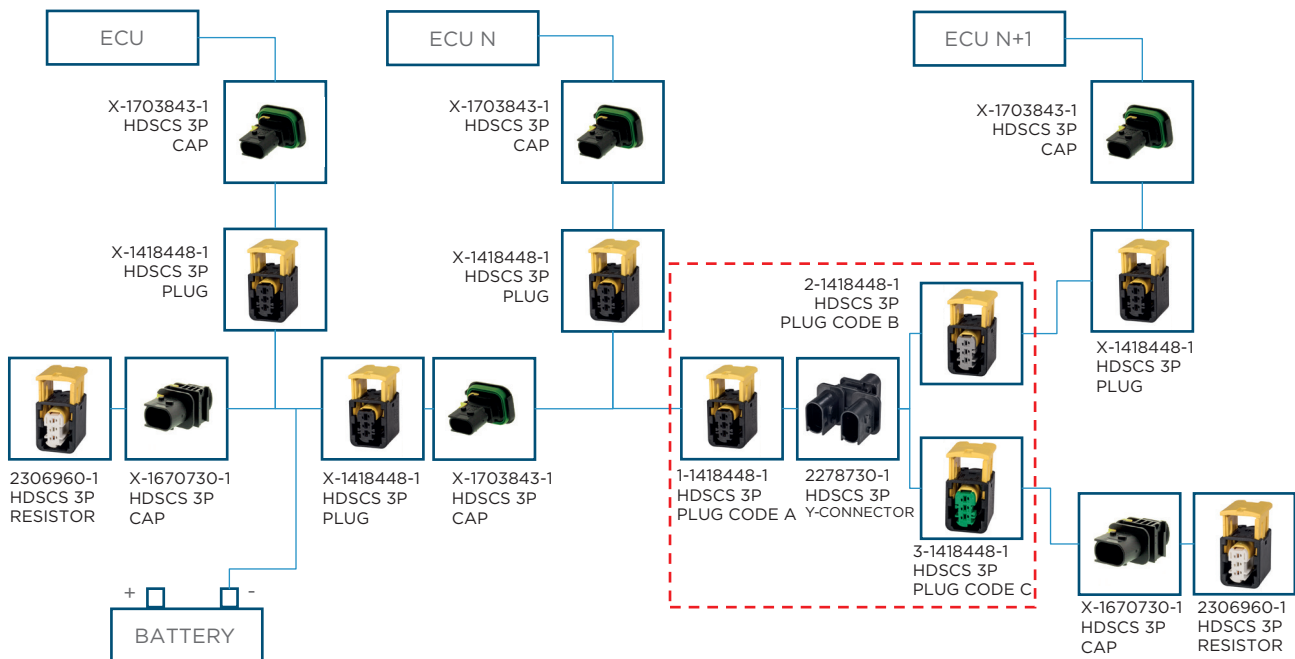 ECU
ECU N
ECU N+1
X-1703843-1
HDSCS 3P
CAP
X-1703843-1
HDSCS 3P
CAP
X-1703843-1
HDSCS 3P
CAP
X-1418448-1
HDSCS 3P
PLUG
X-1418448-1
HDSCS 3P
PLUG
2-1418448-1
HDSCS 3P
PLUG CODE B
X-1418448-1
HDSCS 3P
PLUG
2306960-1
HDSCS 3P
RESISTOR
X-1670730-1
HDSCS 3P
CAP
X-1418448-1
HDSCS 3P
PLUG
X-1703843-1
HDSCS 3P
CAP
1-1418448-1
HDSCS 3P
PLUG CODE A
2278730-1
HDSCS 3P
Y-CONNECTOR
3-1418448-1
HDSCS 3P
PLUG CODE C
X-1670730-1
HDSCS 3P
CAP
2306960-1
HDSCS 3P
RESISTOR
+ -
BATTERY